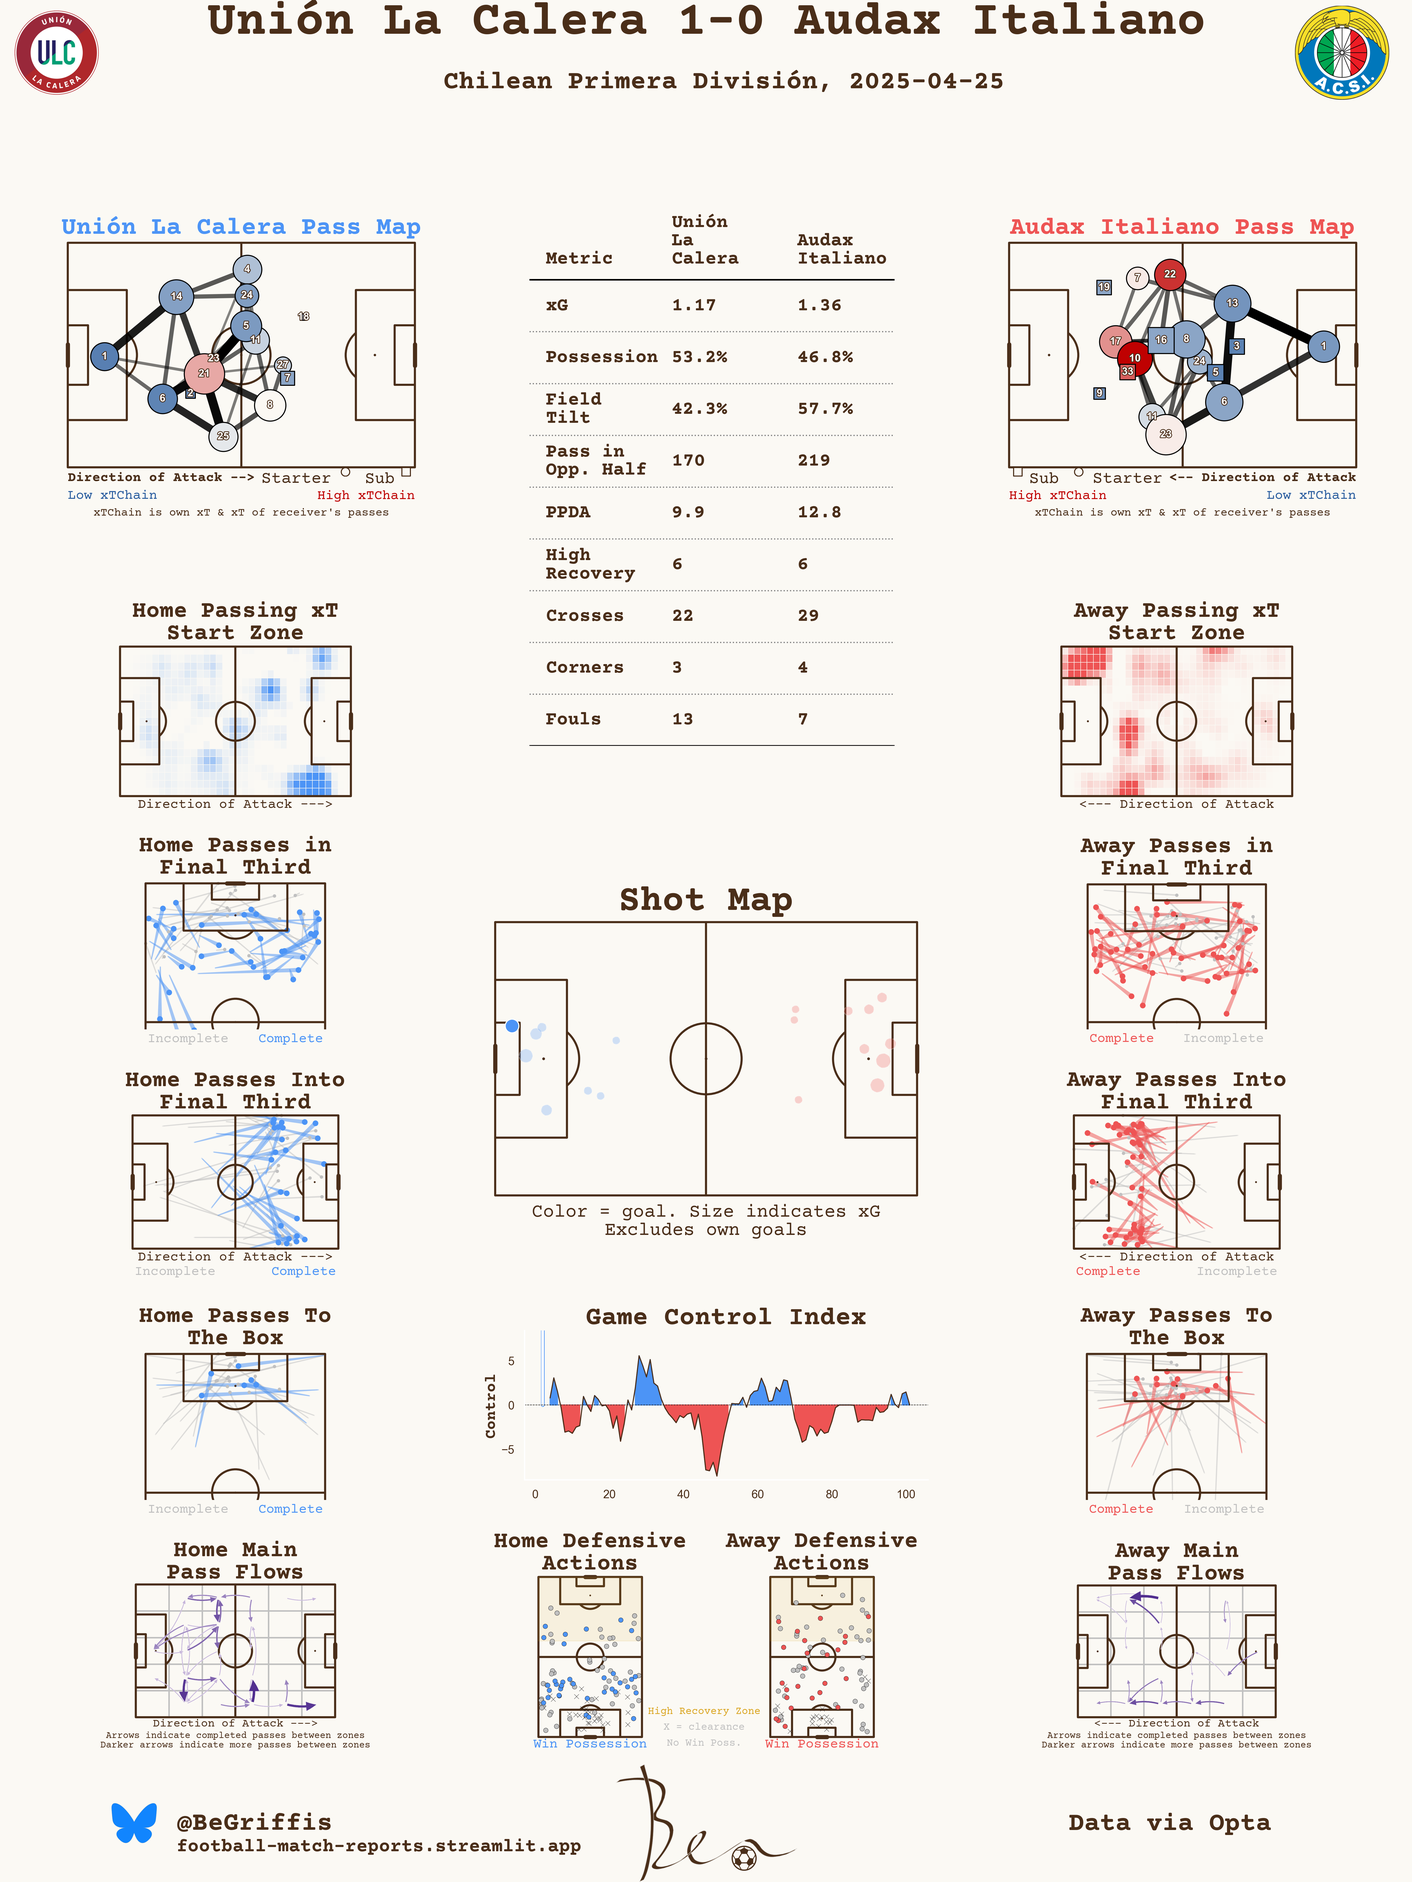 Unión La Calera 1-0 Audax Italiano
Chilean Primera División, 2025-04-25
UNIÓN
ULC
LA CALERA
A.C.S.I.
Unión La Calera Pass Map
4
14
24
5
11
18
1
23
21
27
7
2
6
8
25
Direction of Attack --> Starter Sub
Low xTChain High xTChain
xTChain is own xT & xT of receiver's passes
Metric Unión La Calera Audax Italiano
xG 1.17 1.36
Possession 53.2% 46.8%
Field Tilt 42.3% 57.7%
Pass in Opp. Half 170 219
PPDA 9.9 12.8
High Recovery 6 6
Crosses 22 29
Corners 3 4
Fouls 13 7
Audax Italiano Pass Map
7
22
19
13
17
16
8
3
1
10
24
33
5
9
6
11
23
Sub Starter <-- Direction of Attack
High xTChain Low xTChain
xTChain is own xT & xT of receiver's passes
Home Passing xT
Start Zone
Direction of Attack --->
Away Passing xT
Start Zone
<--- Direction of Attack
Home Passes in
Final Third
Incomplete Complete
Away Passes in
Final Third
Complete Incomplete
Shot Map
Color = goal. Size indicates xG
Excludes own goals
Home Passes Into
Final Third
Direction of Attack --->
Incomplete Complete
Away Passes Into
Final Third
<--- Direction of Attack
Complete Incomplete
Home Passes To
The Box
Incomplete Complete
Game Control Index
Control
5
0
−5
0 20 40 60 80 100
Away Passes To
The Box
Complete Incomplete
Home Main
Pass Flows
Direction of Attack --->
Arrows indicate completed passes between zones
Darker arrows indicate more passes between zones
Home Defensive
Actions
Win Possession
High Recovery Zone
X = clearance
No Win Poss.
Away Defensive
Actions
Win Possession
Away Main
Pass Flows
<--- Direction of Attack
Arrows indicate completed passes between zones
Darker arrows indicate more passes between zones
@BeGriffis
football-match-reports.streamlit.app
Ben
Data via Opta